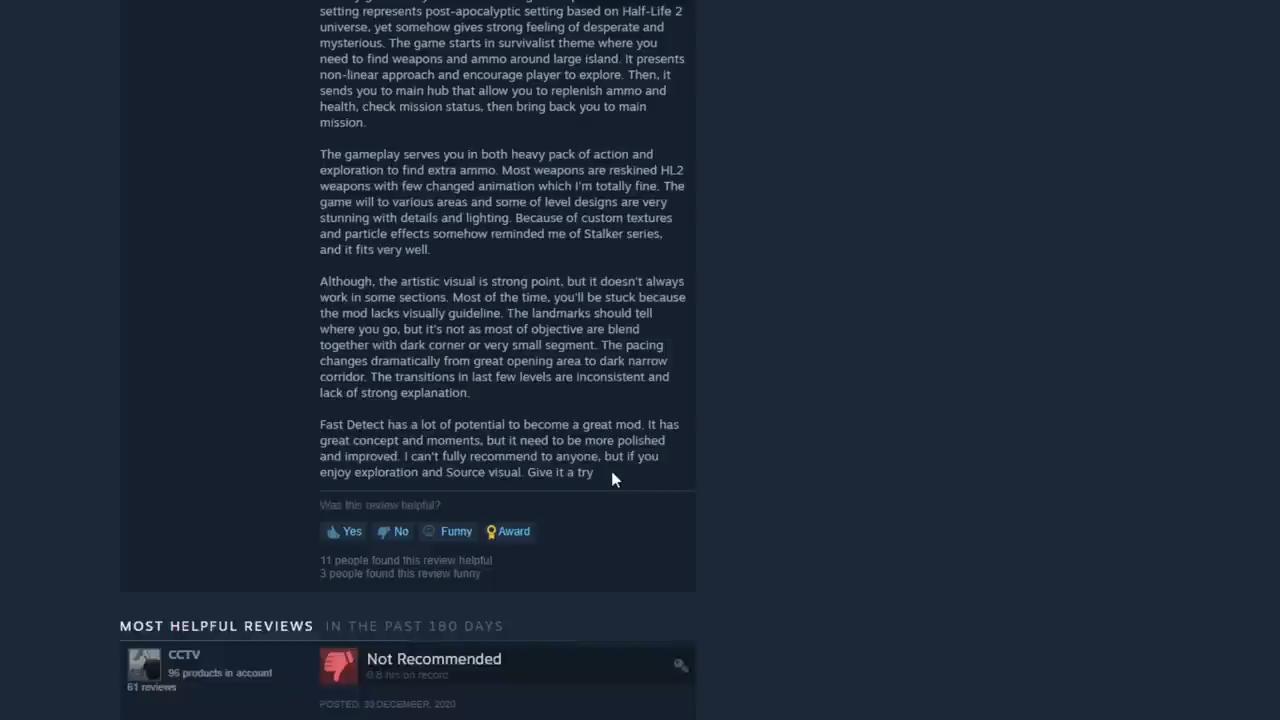 setting represents post-apocalyptic setting based on Half-Life 2
universe, yet somehow gives strong feeling of desperate and
mysterious. The game starts in survivalist theme where you
need to find weapons and ammo around large island. It presents
non-linear approach and encourage player to explore. Then, it
sends you to main hub that allow you to replenish ammo and
health, check mission status, then bring back you to main
mission.
The gameplay serves you in both heavy pack of action and
exploration to find extra ammo. Most weapons are reskined HL2
weapons with few changed animation which I'm totally fine. The
game will to various areas and some of level designs are very
stunning with details and lighting. Because of custom textures
and particle effects somehow reminded me of Stalker series,
and it fits very well.
Although, the artistic visual is strong point, but it doesn't always
work in some sections. Most of the time, you'll be stuck because
the mod lacks visually guideline. The landmarks should tell
where you go, but it's not as most of objective are blend
together with dark corner or very small segment. The pacing
changes dramatically from great opening area to dark narrow
corridor. The transitions in last few levels are inconsistent and
lack of strong explanation.
Fast Detect has a lot of potential to become a great mod. It has
great concept and moments, but it need to be more polished
and improved. I can't fully recommend to anyone, but if you
enjoy exploration and Source visual. Give it a try
Was this review helpful?
Yes No Funny Award
11 people found this review helpful
3 people found this review funny
MOST HELPFUL REVIEWS IN THE PAST 180 DAYS
CCTV
96 products in account
61 reviews
Not Recommended
0.8 hrs on record
POSTED: 30 DECEMBER, 2020